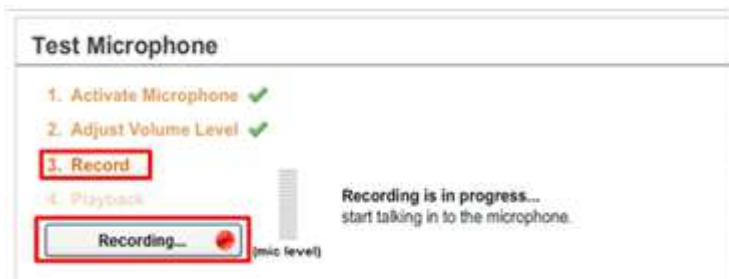 Test Microphone
1. Activate Microphone
2. Adjust Volume Level
3. Record
4. Playback
Recording is in progress...
start talking in to the microphone.
Recording...
(mic level)